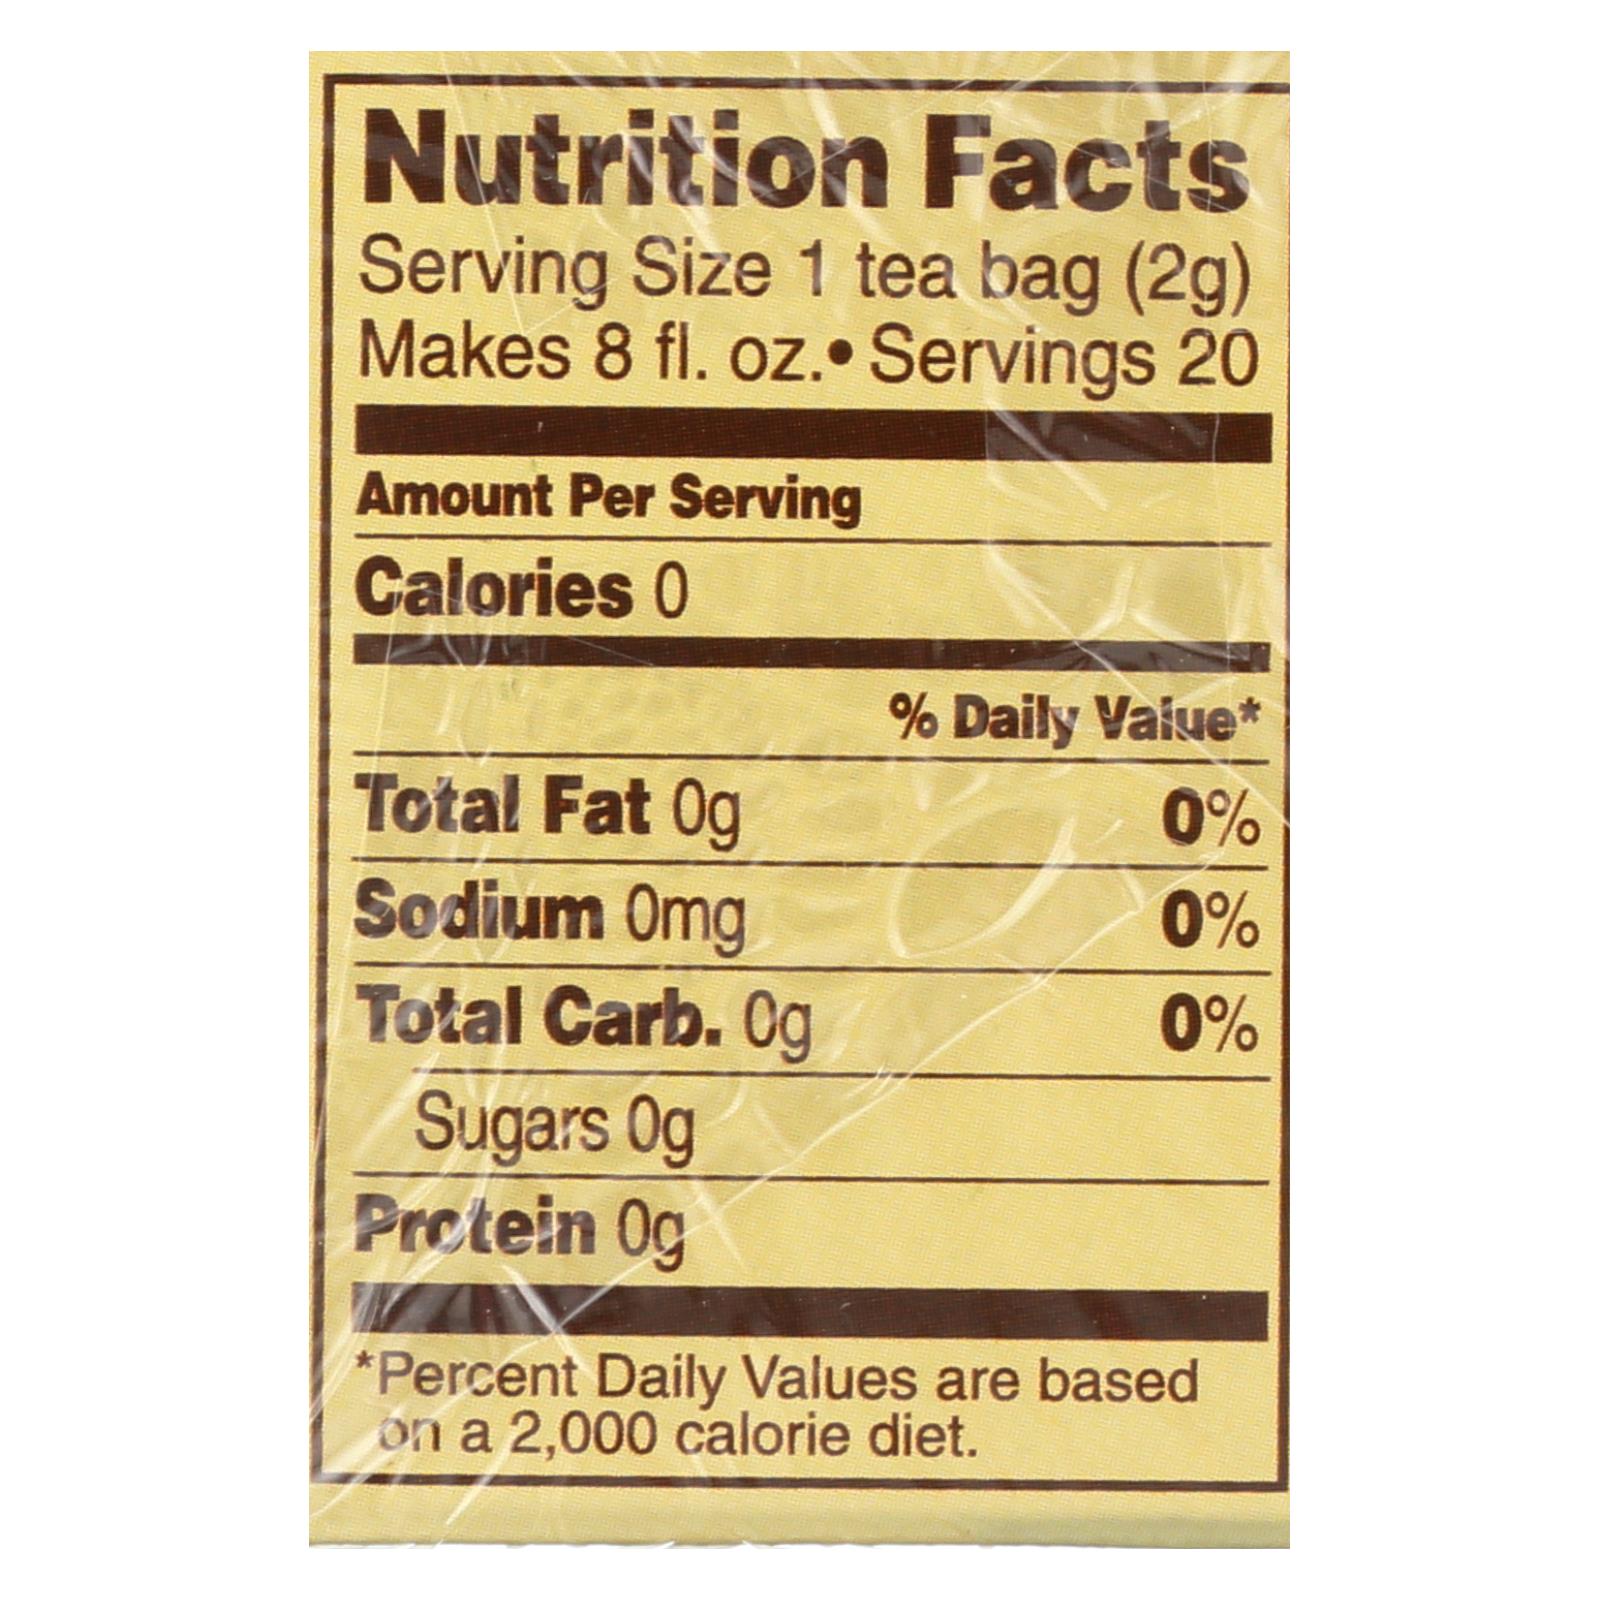 Nutrition Facts
Serving Size 1 tea bag (2g)
Makes 8 fl. oz.• Servings 20
Amount Per Serving
Calories 0
% Daily Value*
Total Fat 0g 0%
Sodium 0mg 0%
Total Carb. 0g 0%
Sugars 0g
Protein 0g
*Percent Daily Values are based
on a 2,000 calorie diet.